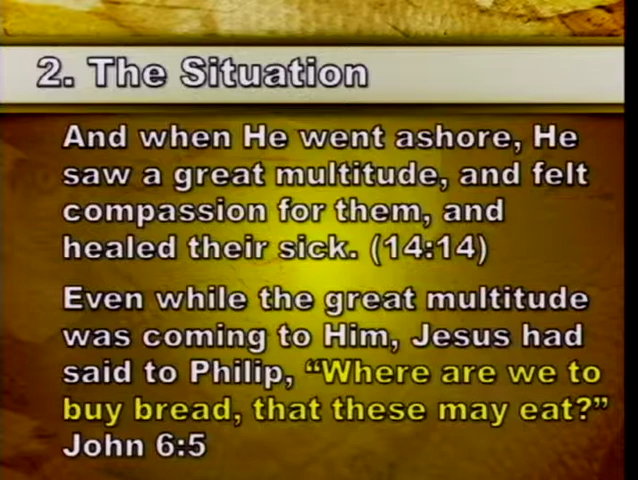 2. The Situation
And when He went ashore, He
saw a great multitude, and felt
compassion for them, and
healed their sick. (14:14)
Even while the great multitude
was coming to Him, Jesus had
said to Philip, “Where are we to
buy bread, that these may eat?”
John 6:5